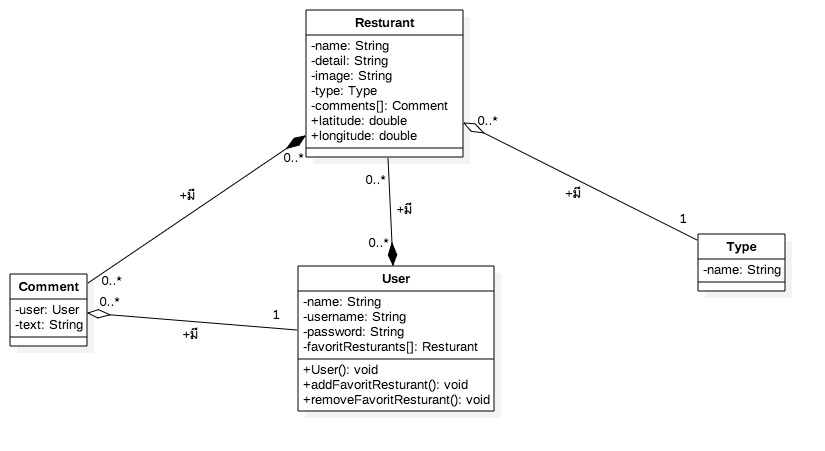 Resturant
-name: String
-detail: String
-image: String
-type: Type
-comments[]: Comment
+latitude: double
+longitude: double
0..*
0..*
0..*
+มี
+มี
+มี
1
0..*
Type
-name: String
Comment
-user: User
-text: String
0..*
0..*
1
+มี
User
-name: String
-username: String
-password: String
-favoritResturants[]: Resturant
+User(): void
+addFavoritResturant(): void
+removeFavoritResturant(): void